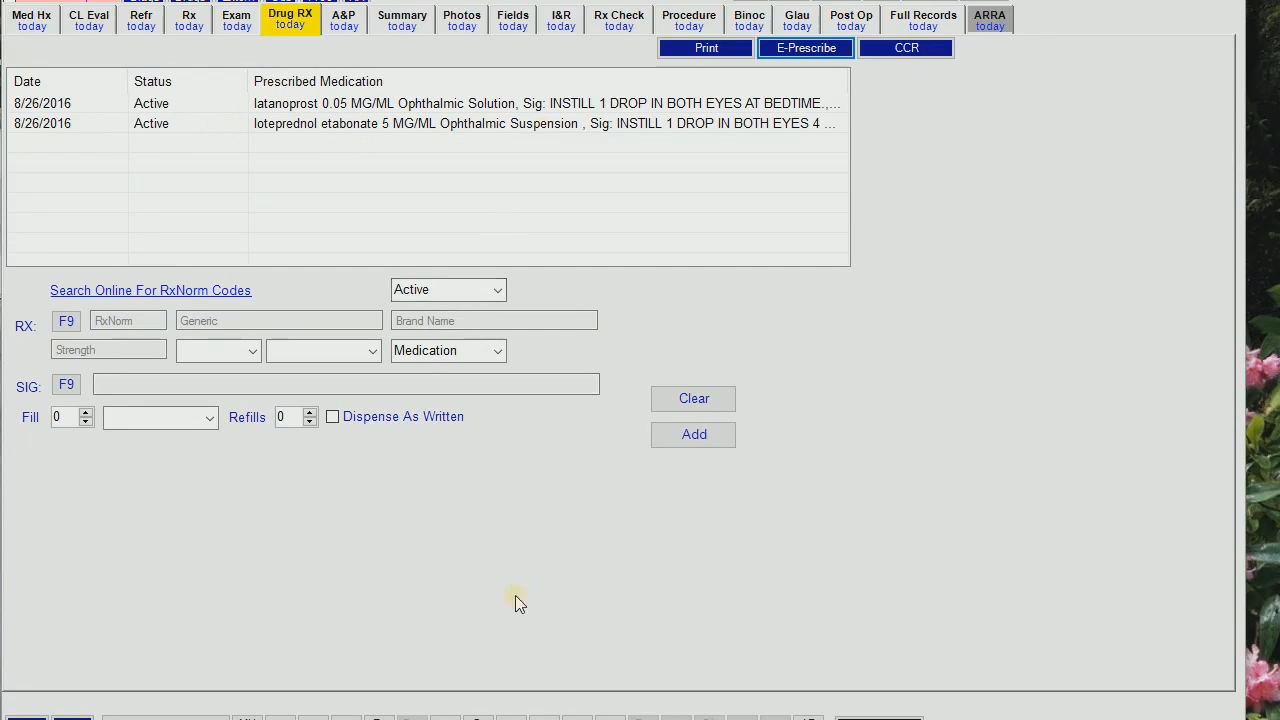 Med Hx CL Eval Refr Rx Exam Drug RX A&P Summary Photos Fields I&R Rx Check Procedure Binoc Glau Post Op Full Records ARRA
today today today today today today today today today today today today today today today today today today
Print E-Prescribe CCR
Date Status Prescribed Medication
8/26/2016 Active latanoprost 0.05 MG/ML Ophthalmic Solution, Sig: INSTILL 1 DROP IN BOTH EYES AT BEDTIME.,...
8/26/2016 Active loteprednol etabonate 5 MG/ML Ophthalmic Suspension , Sig: INSTILL 1 DROP IN BOTH EYES 4 ...
Search Online For RxNorm Codes Active
RX: F9 RxNorm Generic Brand Name
Strength Medication
SIG: F9
Clear
Fill 0 Refills 0 Dispense As Written
Add